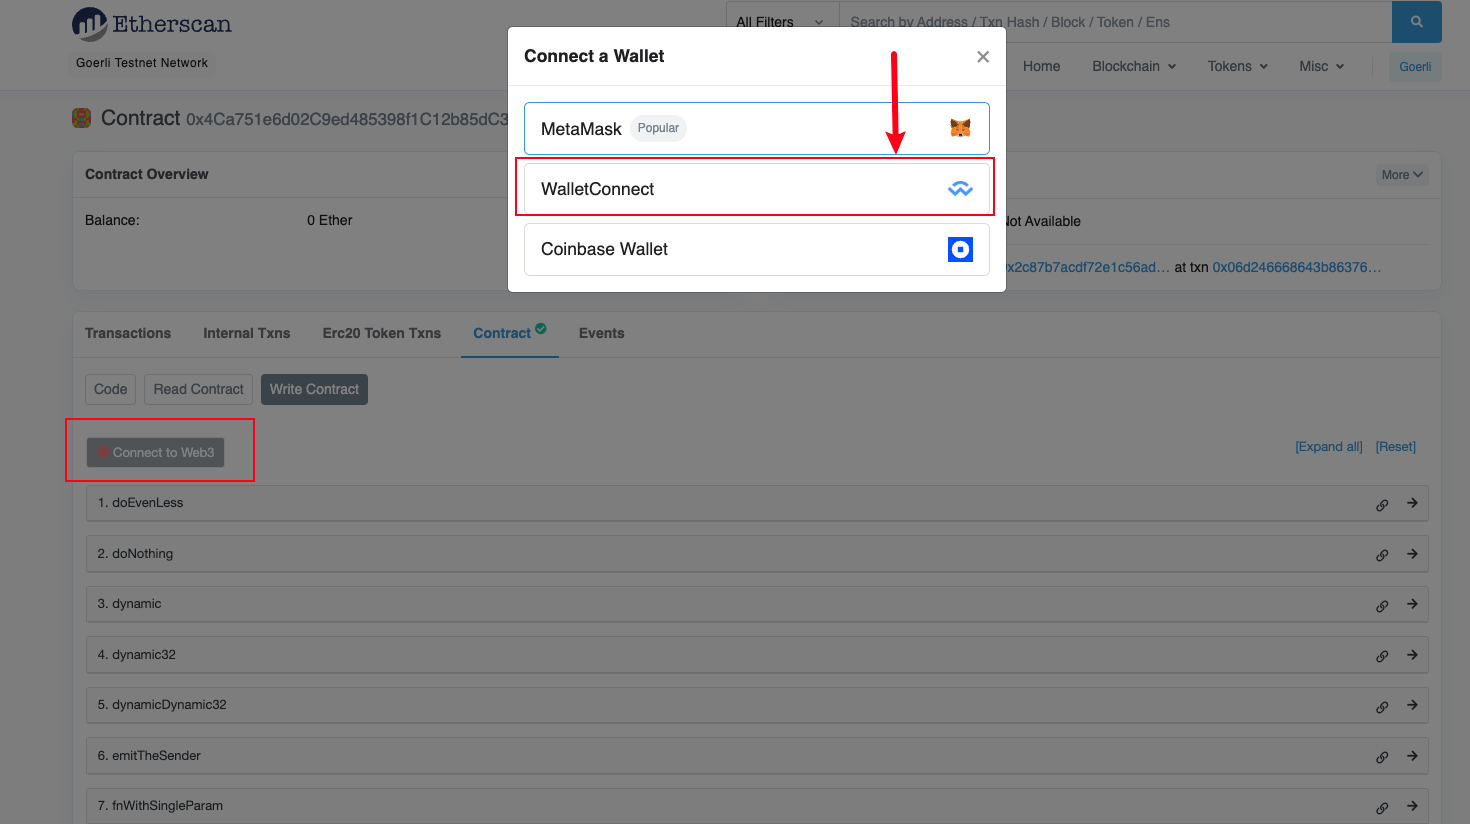 Etherscan
All Filters
Search by Address / Txn Hash / Block / Token / Ens
Goerli Testnet Network
Home
Blockchain
Tokens
Misc
Goerli
Connect a Wallet
MetaMask
Popular
WalletConnect
Coinbase Wallet
Contract 0x4Ca751e6d02C9ed485398f1C12b85dC3
Contract Overview
More
Balance:
0 Ether
Not Available
0x2c87b7acdf72e1c56ad... at txn 0x06d246668643b86376...
Transactions
Internal Txns
Erc20 Token Txns
Contract
Events
Code
Read Contract
Write Contract
Connect to Web3
[Expand all]
[Reset]
1. doEvenLess
2. doNothing
3. dynamic
4. dynamic32
5. dynamicDynamic32
6. emitTheSender
7. fnWithSingleParam